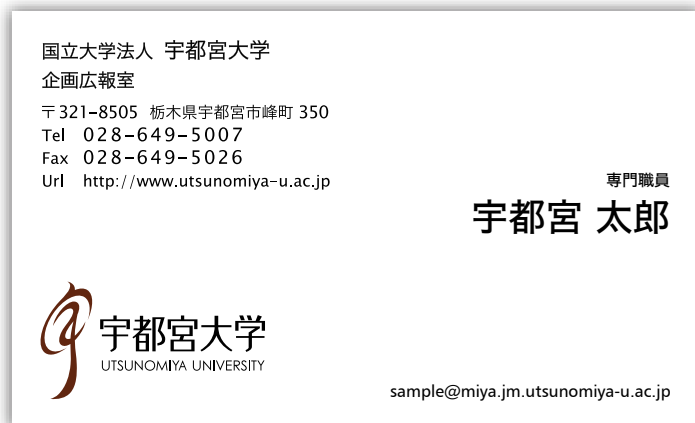 国立大学法人 宇都宮大学
企画広報室
〒321-8505 栃木県宇都宮市峰町 350
Tel 028-649-5007
Fax 028-649-5026
Url http://www.utsunomiya-u.ac.jp
専門職員
宇都宮 太郎
宇都宮大学
UTSUNOMIYA UNIVERSITY
sample@miya.jm.utsunomiya-u.ac.jp